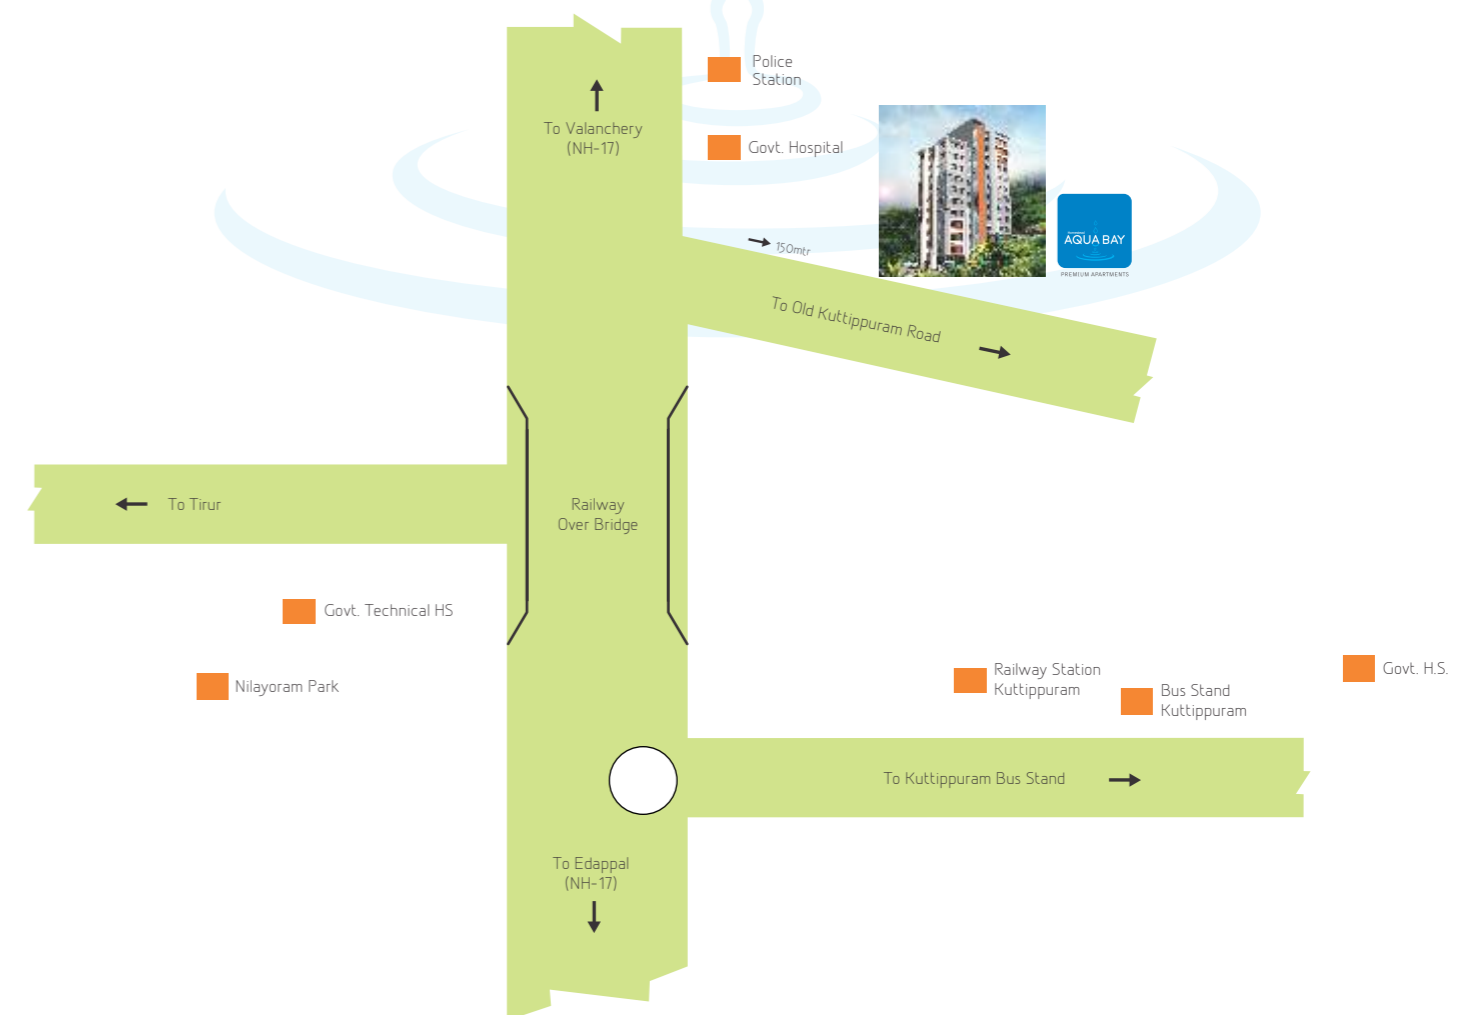 Police
Station
To Valanchery
(NH-17)
Govt. Hospital
150mtr
AQUA BAY
PREMIUM APARTMENTS
To Old Kuttippuram Road
To Tirur
Railway
Over Bridge
Govt. Technical HS
Nilayoram Park
Railway Station
Kuttippuram
Bus Stand
Kuttippuram
Govt. H.S.
To Kuttippuram Bus Stand
To Edappal
(NH-17)